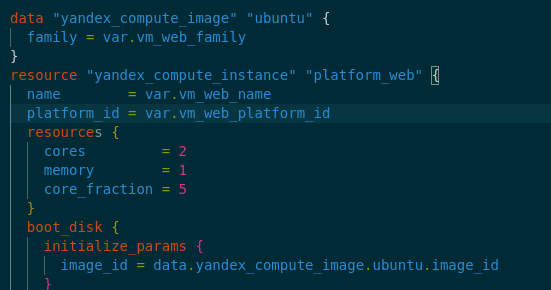 data "yandex_compute_image" "ubuntu" {
  family = var.vm_web_family
}
resource "yandex_compute_instance" "platform_web" {
  name        = var.vm_web_name
  platform_id = var.vm_web_platform_id
  resources {
    cores         = 2
    memory        = 1
    core_fraction = 5
  }
  boot_disk {
    initialize_params {
      image_id = data.yandex_compute_image.ubuntu.image_id
    }